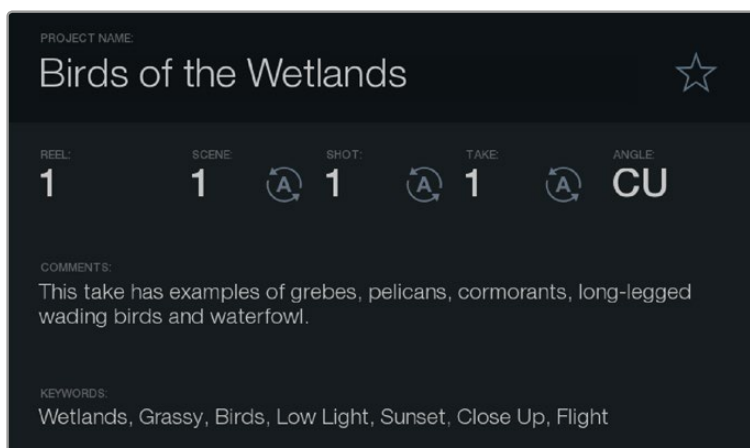 PROJECT NAME:
Birds of the Wetlands
REEL: SCENE: SHOT: TAKE: ANGLE:
1 1 A 1 A 1 A CU
COMMENTS:
This take has examples of grebes, pelicans, cormorants, long-legged
wading birds and waterfowl.
KEYWORDS:
Wetlands, Grassy, Birds, Low Light, Sunset, Close Up, Flight